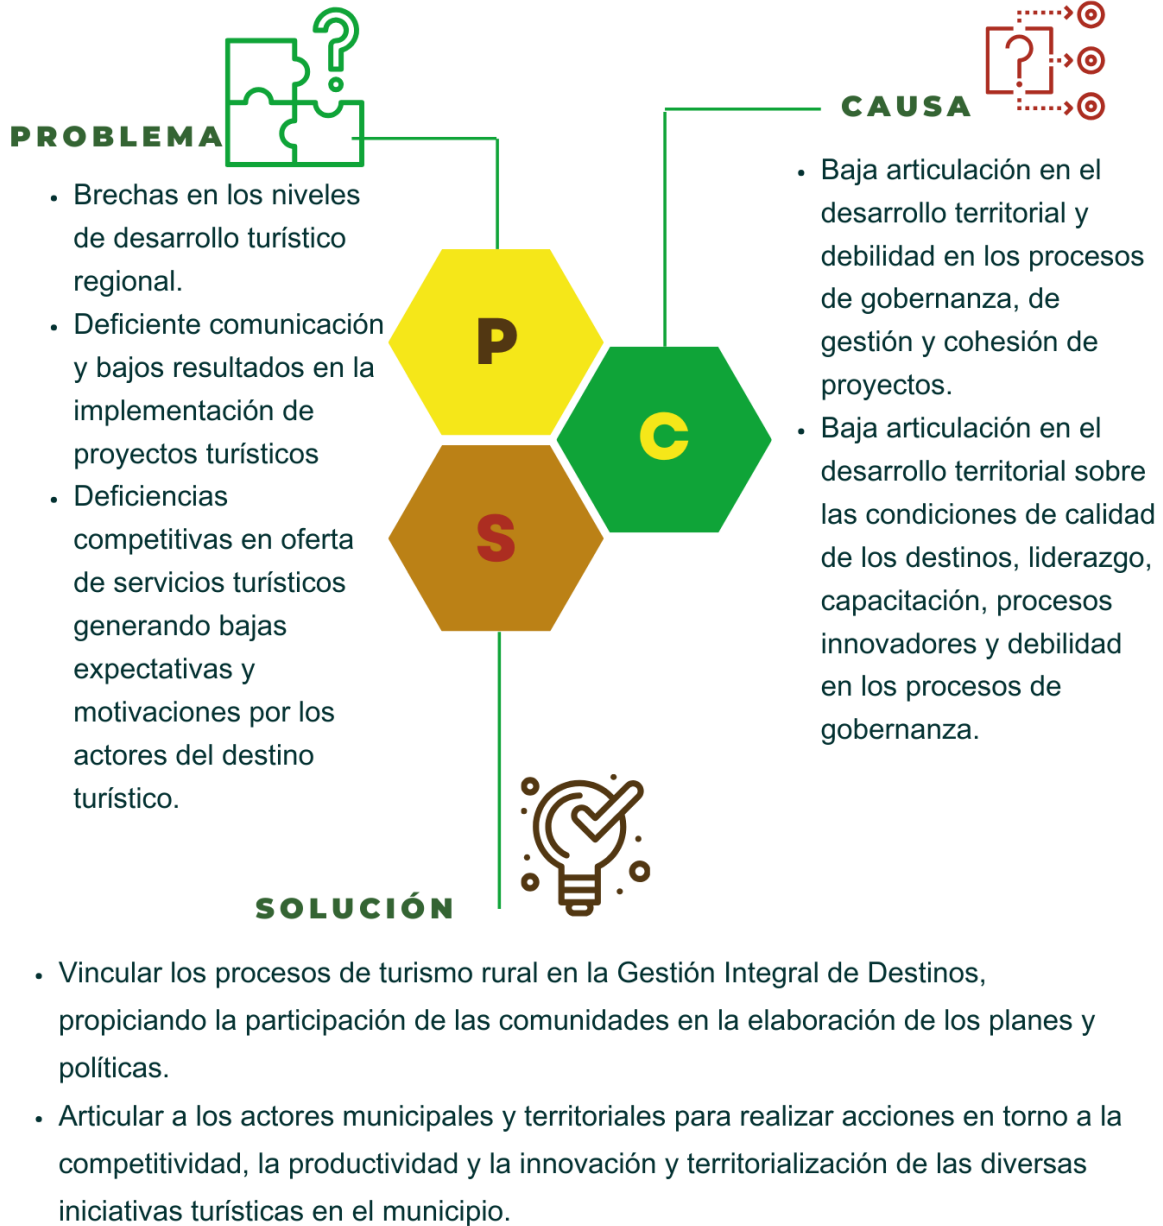 PROBLEMA
• Brechas en los niveles
de desarrollo turístico
regional.
• Deficiente comunicación
y bajos resultados en la
implementación de
proyectos turísticos
• Deficiencias
competitivas en oferta
de servicios turísticos
generando bajas
expectativas y
motivaciones por los
actores del destino
turístico.
P
C
S
CAUSA
• Baja articulación en el
desarrollo territorial y
debilidad en los procesos
de gobernanza, de
gestión y cohesión de
proyectos.
• Baja articulación en el
desarrollo territorial sobre
las condiciones de calidad
de los destinos, liderazgo,
capacitación, procesos
innovadores y debilidad
en los procesos de
gobernanza.
SOLUCIÓN
• Vincular los procesos de turismo rural en la Gestión Integral de Destinos,
propiciando la participación de las comunidades en la elaboración de los planes y
políticas.
• Articular a los actores municipales y territoriales para realizar acciones en torno a la
competitividad, la productividad y la innovación y territorialización de las diversas
iniciativas turísticas en el municipio.